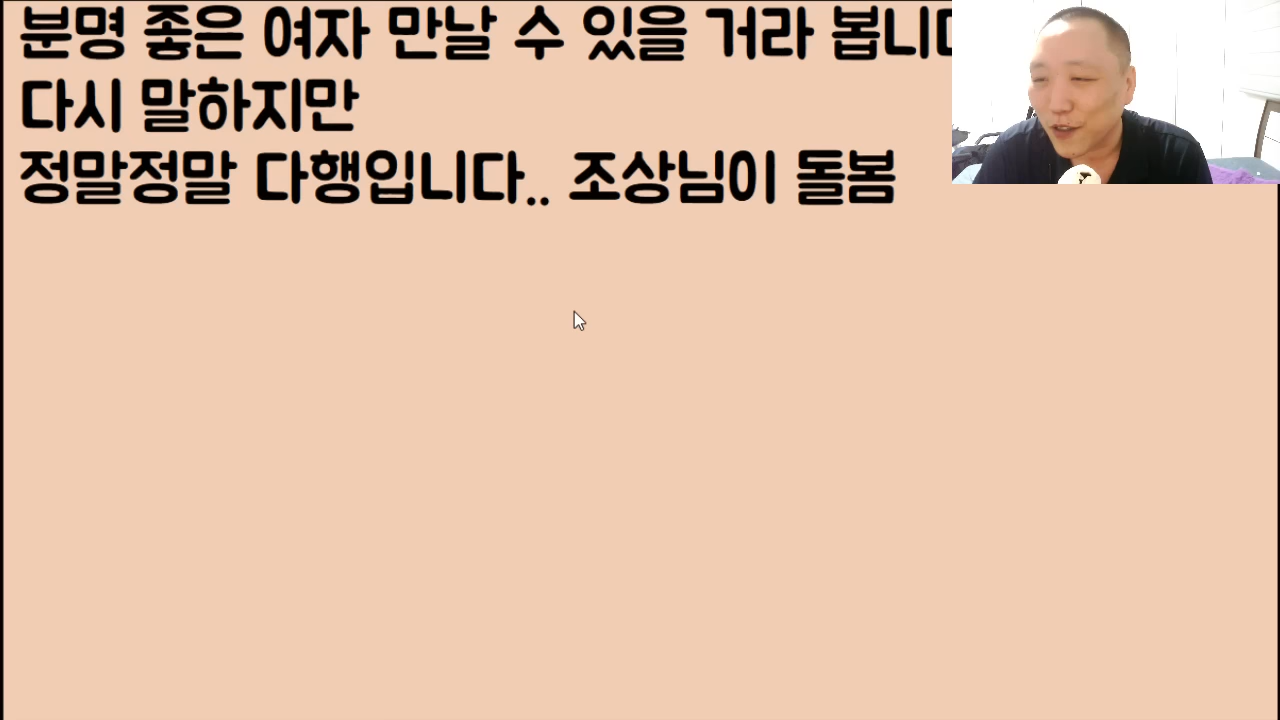 분명 좋은 여자 만날 수 있을 거라 봅니
다시 말하지만
정말정말 다행입니다.. 조상님이 돌봄